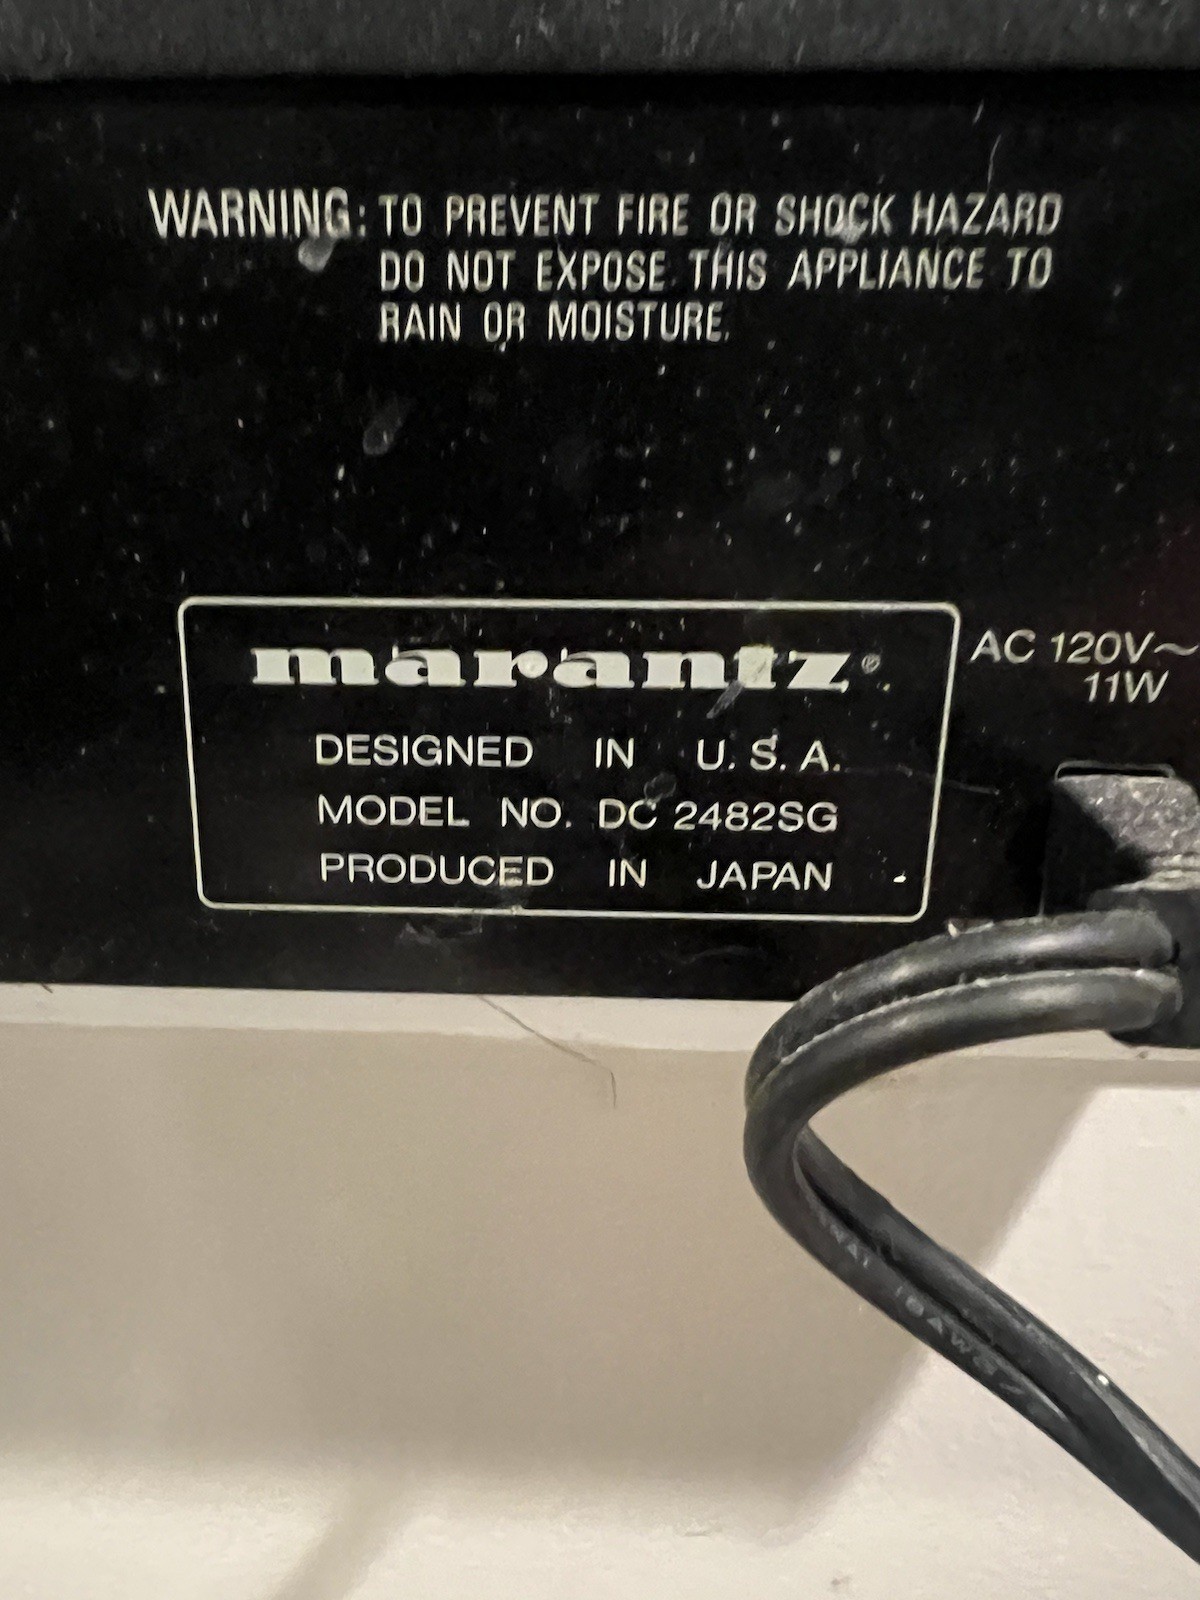 WARNING: TO PREVENT FIRE OR SHOCK HAZARD
DO NOT EXPOSE THIS APPLIANCE TO
RAIN OR MOISTURE.
marantz®
DESIGNED IN U. S. A.
MODEL NO. DC 2482SG
PRODUCED IN JAPAN
AC 120V~
11W